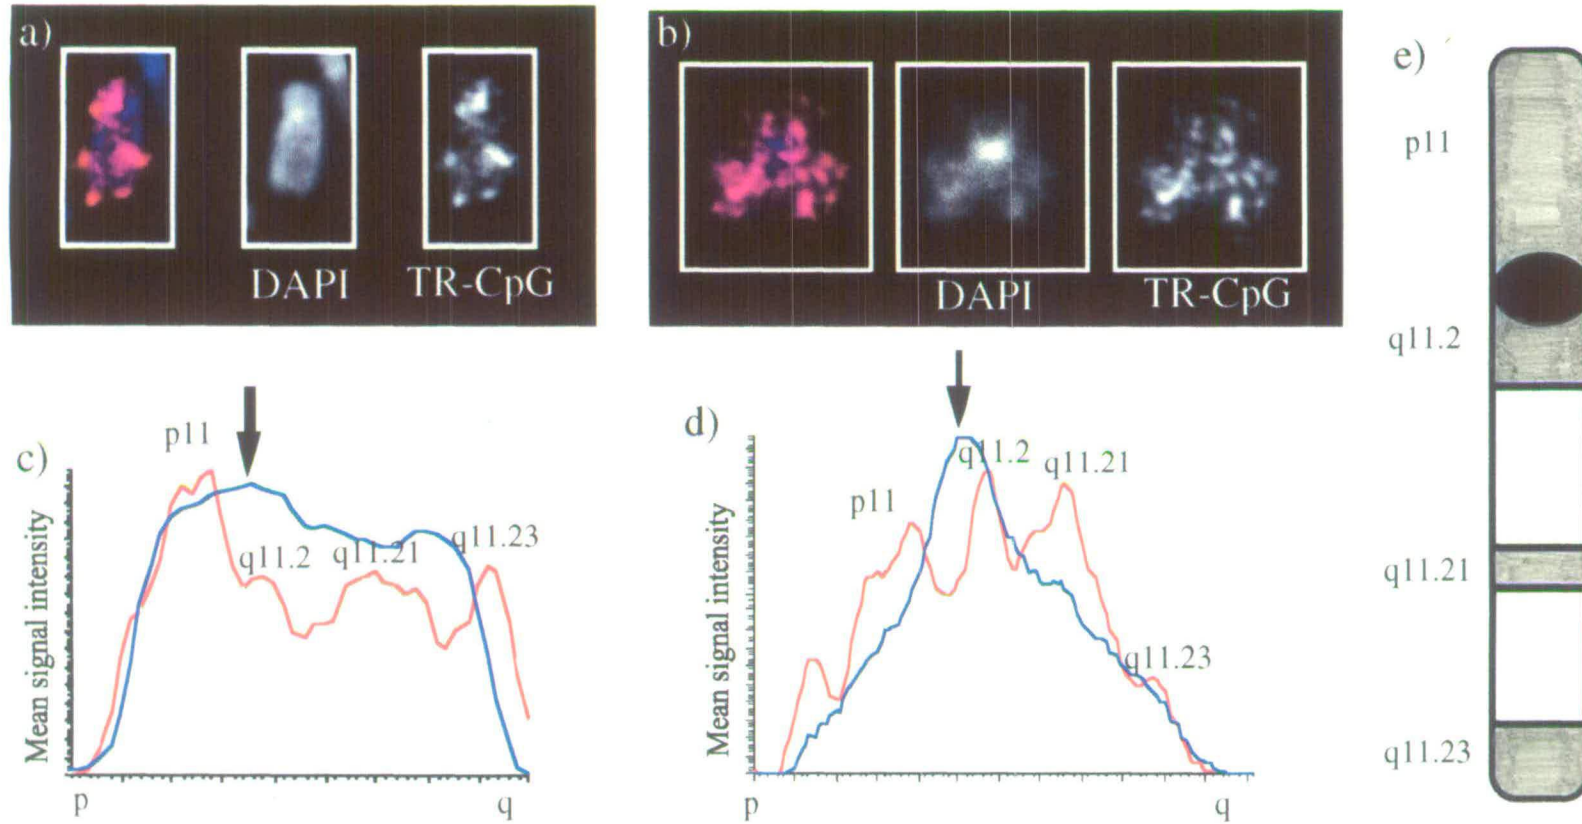 a)
DAPI
TR-CpG
b)
DAPI
TR-CpG
c)
Mean signal intensity
p11
q11.2
q11.21
q11.23
p
q
d)
Mean signal intensity
p11
q11.2
q11.21
q11.23
p
q
e)
p11
q11.2
q11.21
q11.23